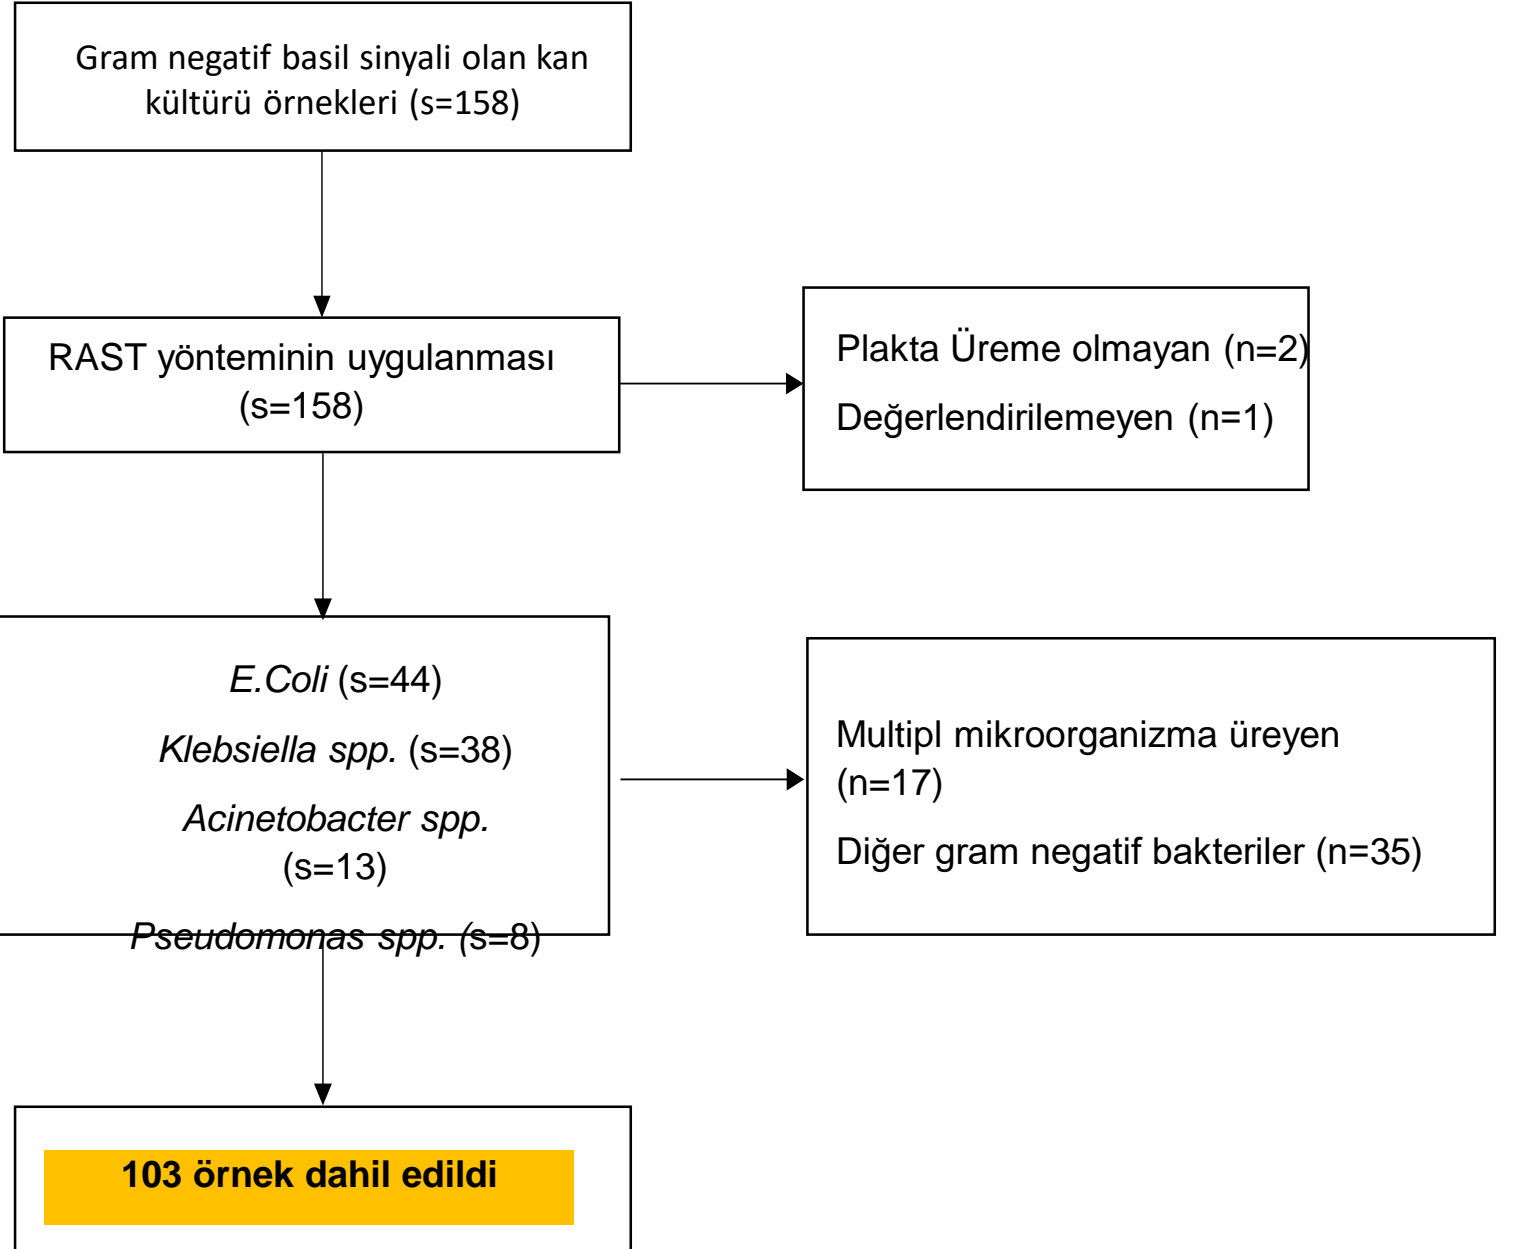 Gram negatif basil sinyali olan kan
kültürü örnekleri (s=158)
RAST yönteminin uygulanması
(s=158)
Plakta Üreme olmayan (n=2)
Değerlendirilemeyen (n=1)
E.Coli (s=44)
Klebsiella spp. (s=38)
Acinetobacter spp.
(s=13)
Pseudomonas spp. (s=8)
Multipl mikroorganizma üreyen
(n=17)
Diğer gram negatif bakteriler (n=35)
103 örnek dahil edildi